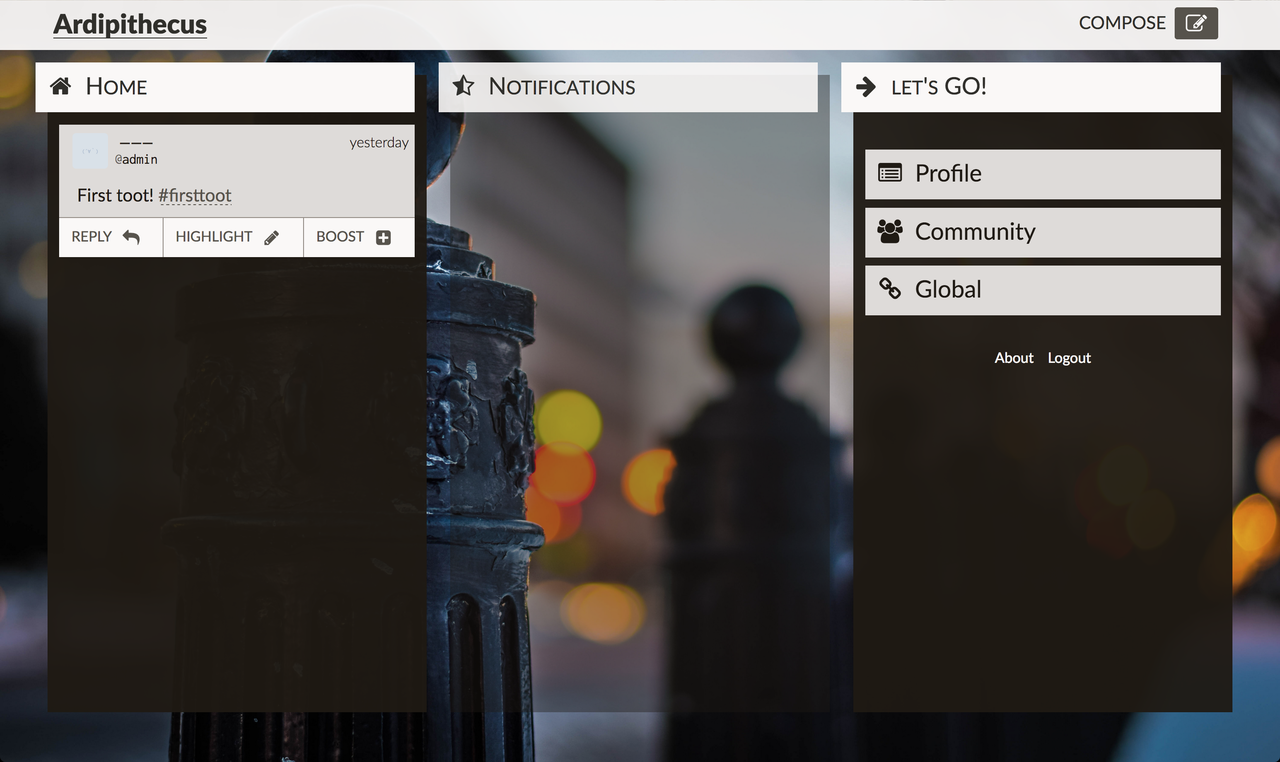 Ardipithecus
COMPOSE
HOME
NOTIFICATIONS
LET'S GO!
———
yesterday
@admin
First toot! #firsttoot
REPLY
HIGHLIGHT
BOOST
Profile
Community
Global
About Logout